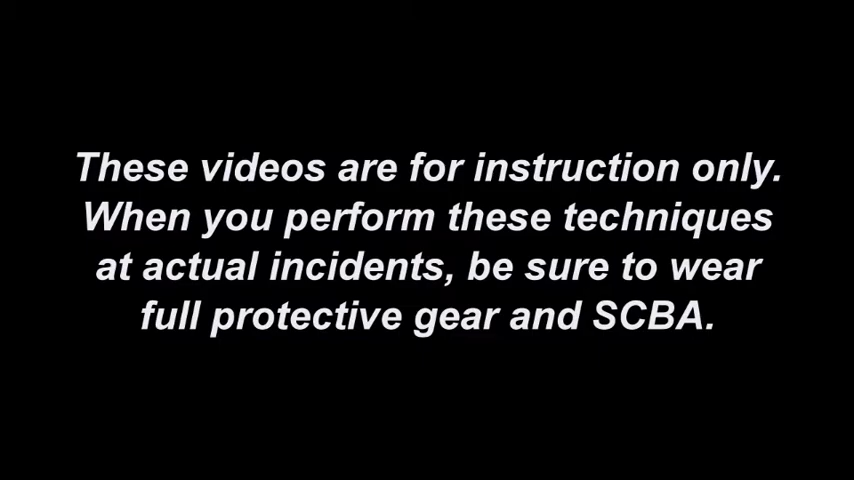 These videos are for instruction only.
When you perform these techniques
at actual incidents, be sure to wear
full protective gear and SCBA.